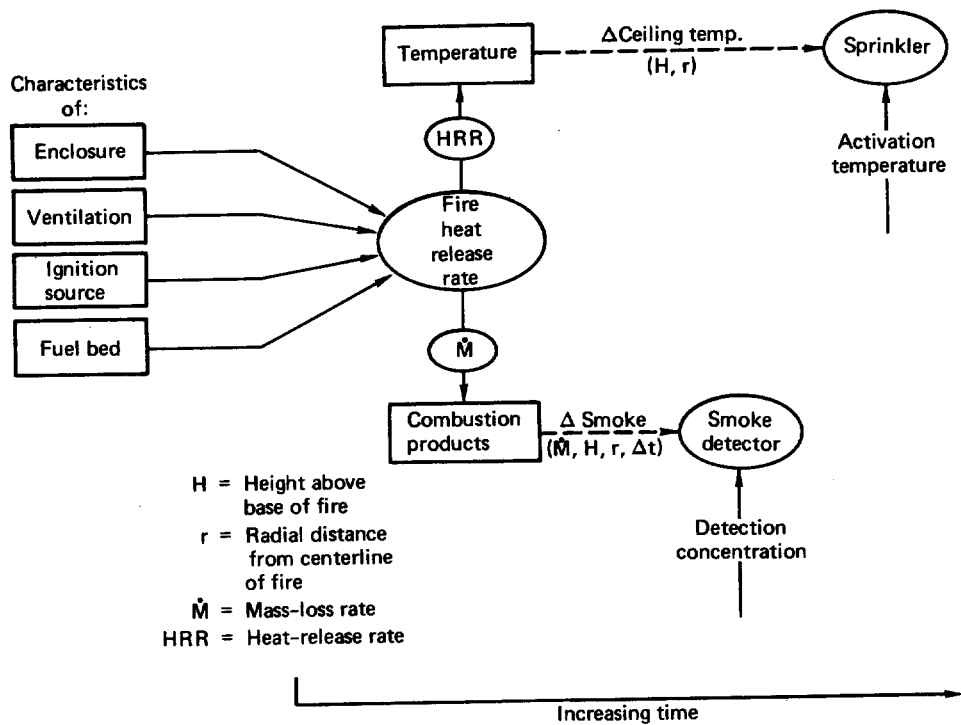 Characteristics
of:
Enclosure
Ventilation
Ignition
source
Fuel bed
Temperature
ΔCeiling temp.
(H, r)
Sprinkler
HRR
Activation
temperature
Fire
heat
release
rate
Ṁ
Combustion
products
Δ Smoke
(Ṁ, H, r, Δt)
Smoke
detector
Detection
concentration
H = Height above
base of fire
r = Radial distance
from centerline
of fire
Ṁ = Mass-loss rate
HRR = Heat-release rate
Increasing time